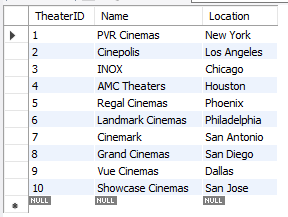 TheaterID Name Location
1 PVR Cinemas New York
2 Cinepolis Los Angeles
3 INOX Chicago
4 AMC Theaters Houston
5 Regal Cinemas Phoenix
6 Landmark Cinemas Philadelphia
7 Cinemark San Antonio
8 Grand Cinemas San Diego
9 Vue Cinemas Dallas
10 Showcase Cinemas San Jose
NULL NULL NULL